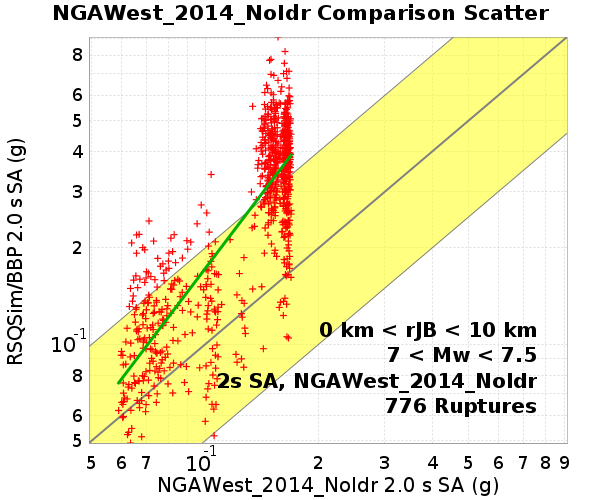 NGAWest_2014_NoIdr Comparison Scatter
RSQSim/BBP 2.0 s SA (g)
8
6
5
4
3
2
10-1
8
6
5
0 km < rJB < 10 km
7 < Mw < 7.5
2s SA, NGAWest_2014_NoIdr
776 Ruptures
5 6 7 10-1 2 3 4 5 6 7 8 9
NGAWest_2014_NoIdr 2.0 s SA (g)